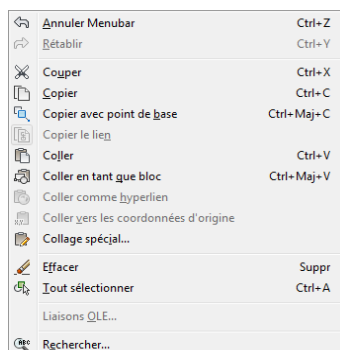 Annuler Menubar Ctrl+Z
Rétablir Ctrl+Y
Couper Ctrl+X
Copier Ctrl+C
Copier avec point de base Ctrl+Maj+C
Copier le lien
Coller Ctrl+V
Coller en tant que bloc Ctrl+Maj+V
Coller comme hyperlien
Coller vers les coordonnées d'origine
Collage spécial...
Effacer Suppr
Tout sélectionner Ctrl+A
Liaisons OLE...
Rechercher...